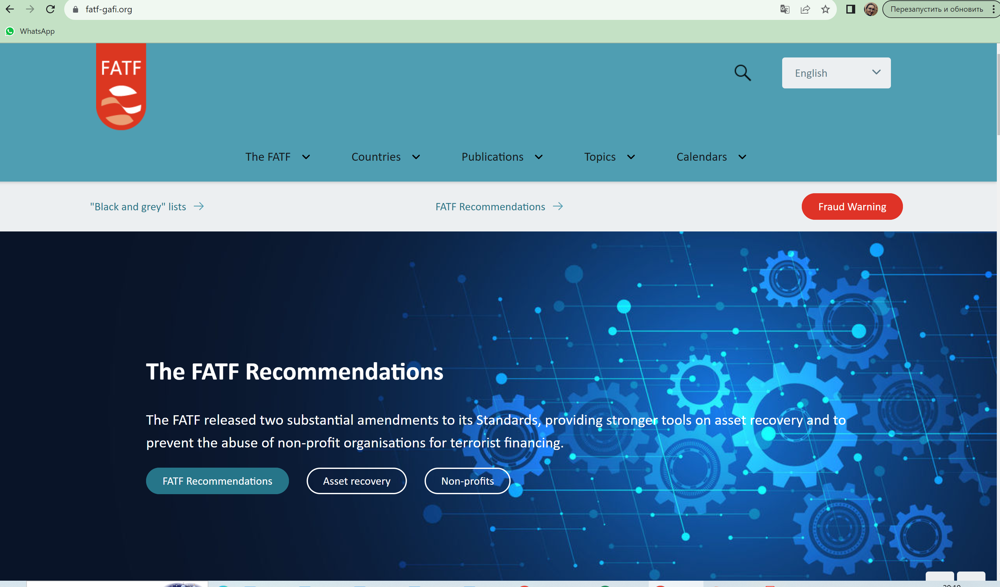 fatf-gafi.org
Перезапустить и обновить
WhatsApp
FATF
English
The FATF
Countries
Publications
Topics
Calendars
"Black and grey" lists
FATF Recommendations
Fraud Warning
The FATF Recommendations
The FATF released two substantial amendments to its Standards, providing stronger tools on asset recovery and to
prevent the abuse of non-profit organisations for terrorist financing.
FATF Recommendations
Asset recovery
Non-profits